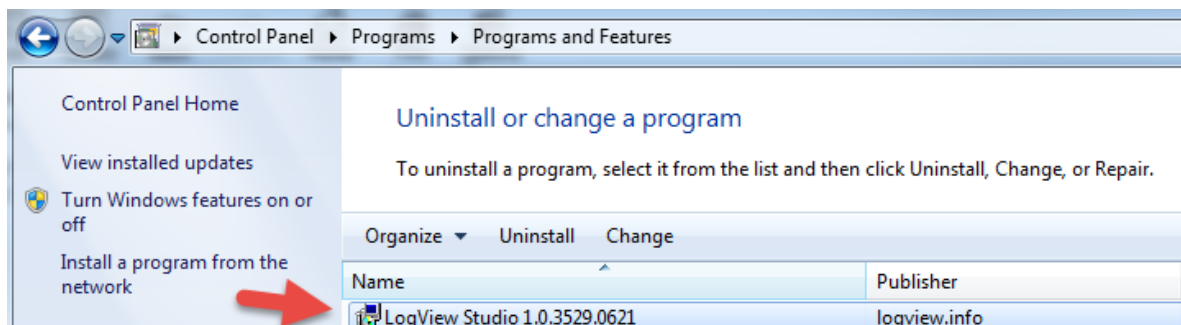 Control Panel ▸ Programs ▸ Programs and Features
Control Panel Home
View installed updates
Turn Windows features on or
off
Install a program from the
network
Uninstall or change a program
To uninstall a program, select it from the list and then click Uninstall, Change, or Repair.
Organize Uninstall Change
Name Publisher
LogView Studio 1.0.3529.0621 logview.info